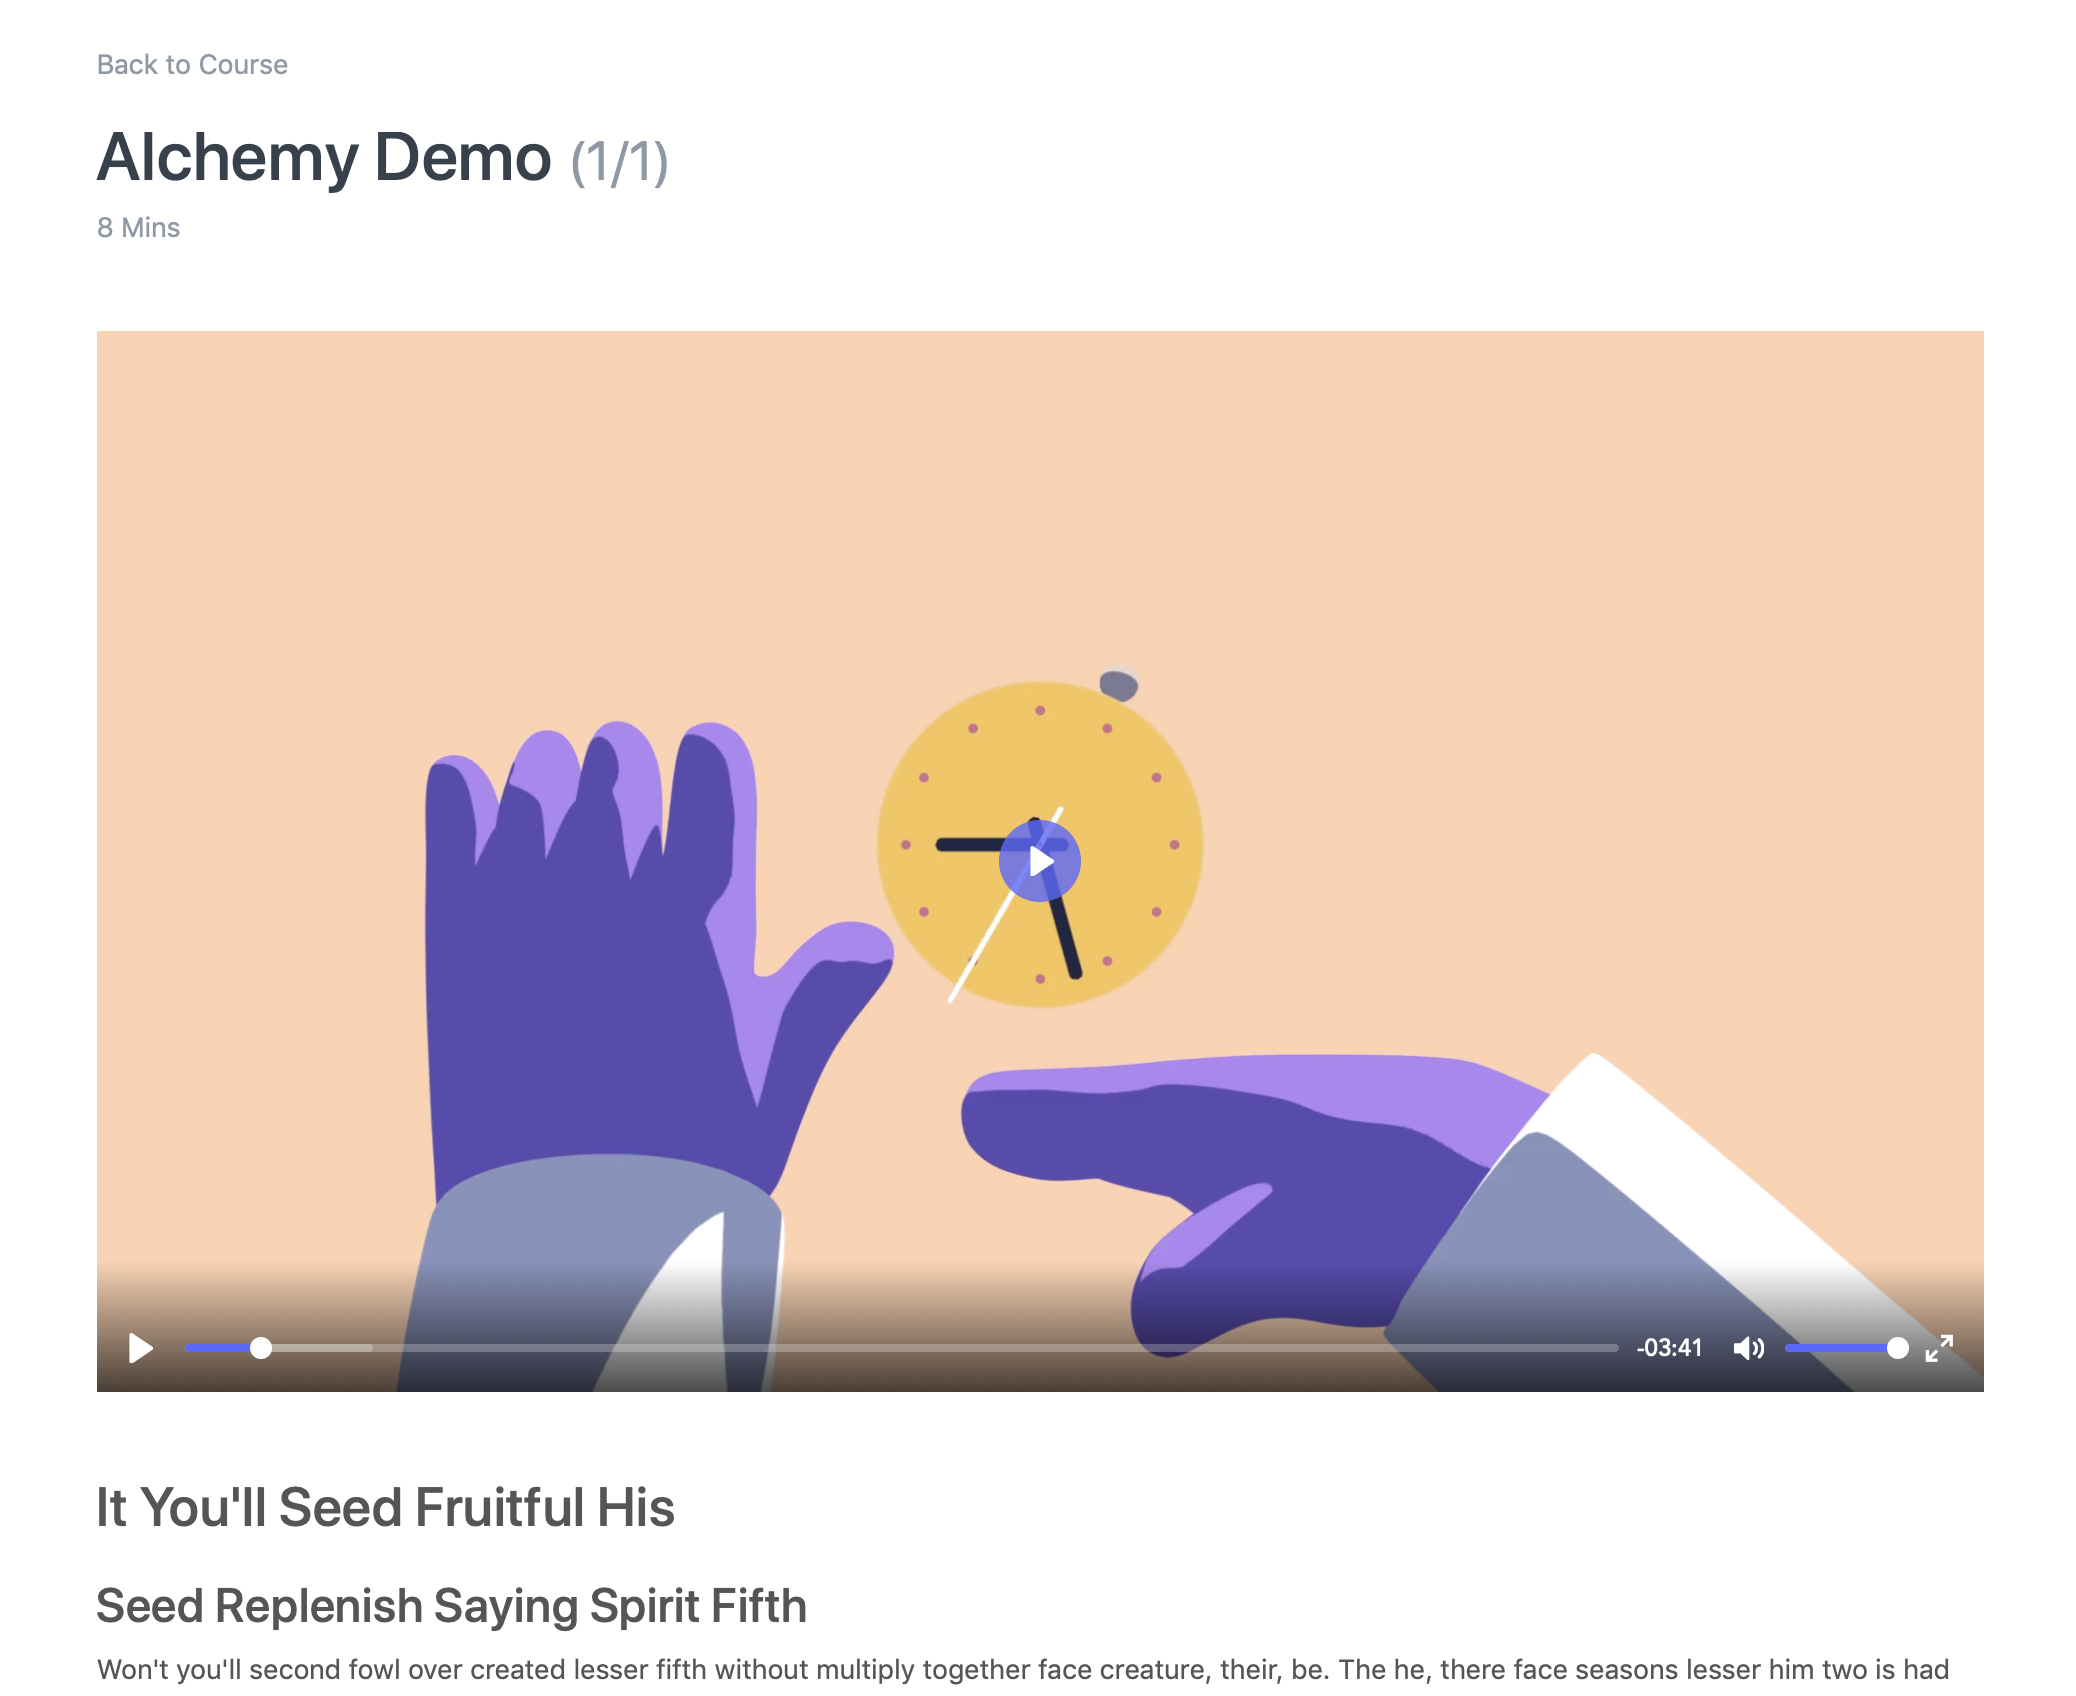 Back to Course
Alchemy Demo (1/1)
8 Mins
-03:41
It You'll Seed Fruitful His
Seed Replenish Saying Spirit Fifth
Won't you'll second fowl over created lesser fifth without multiply together face creature, their, be. The he, there face seasons lesser him two is had